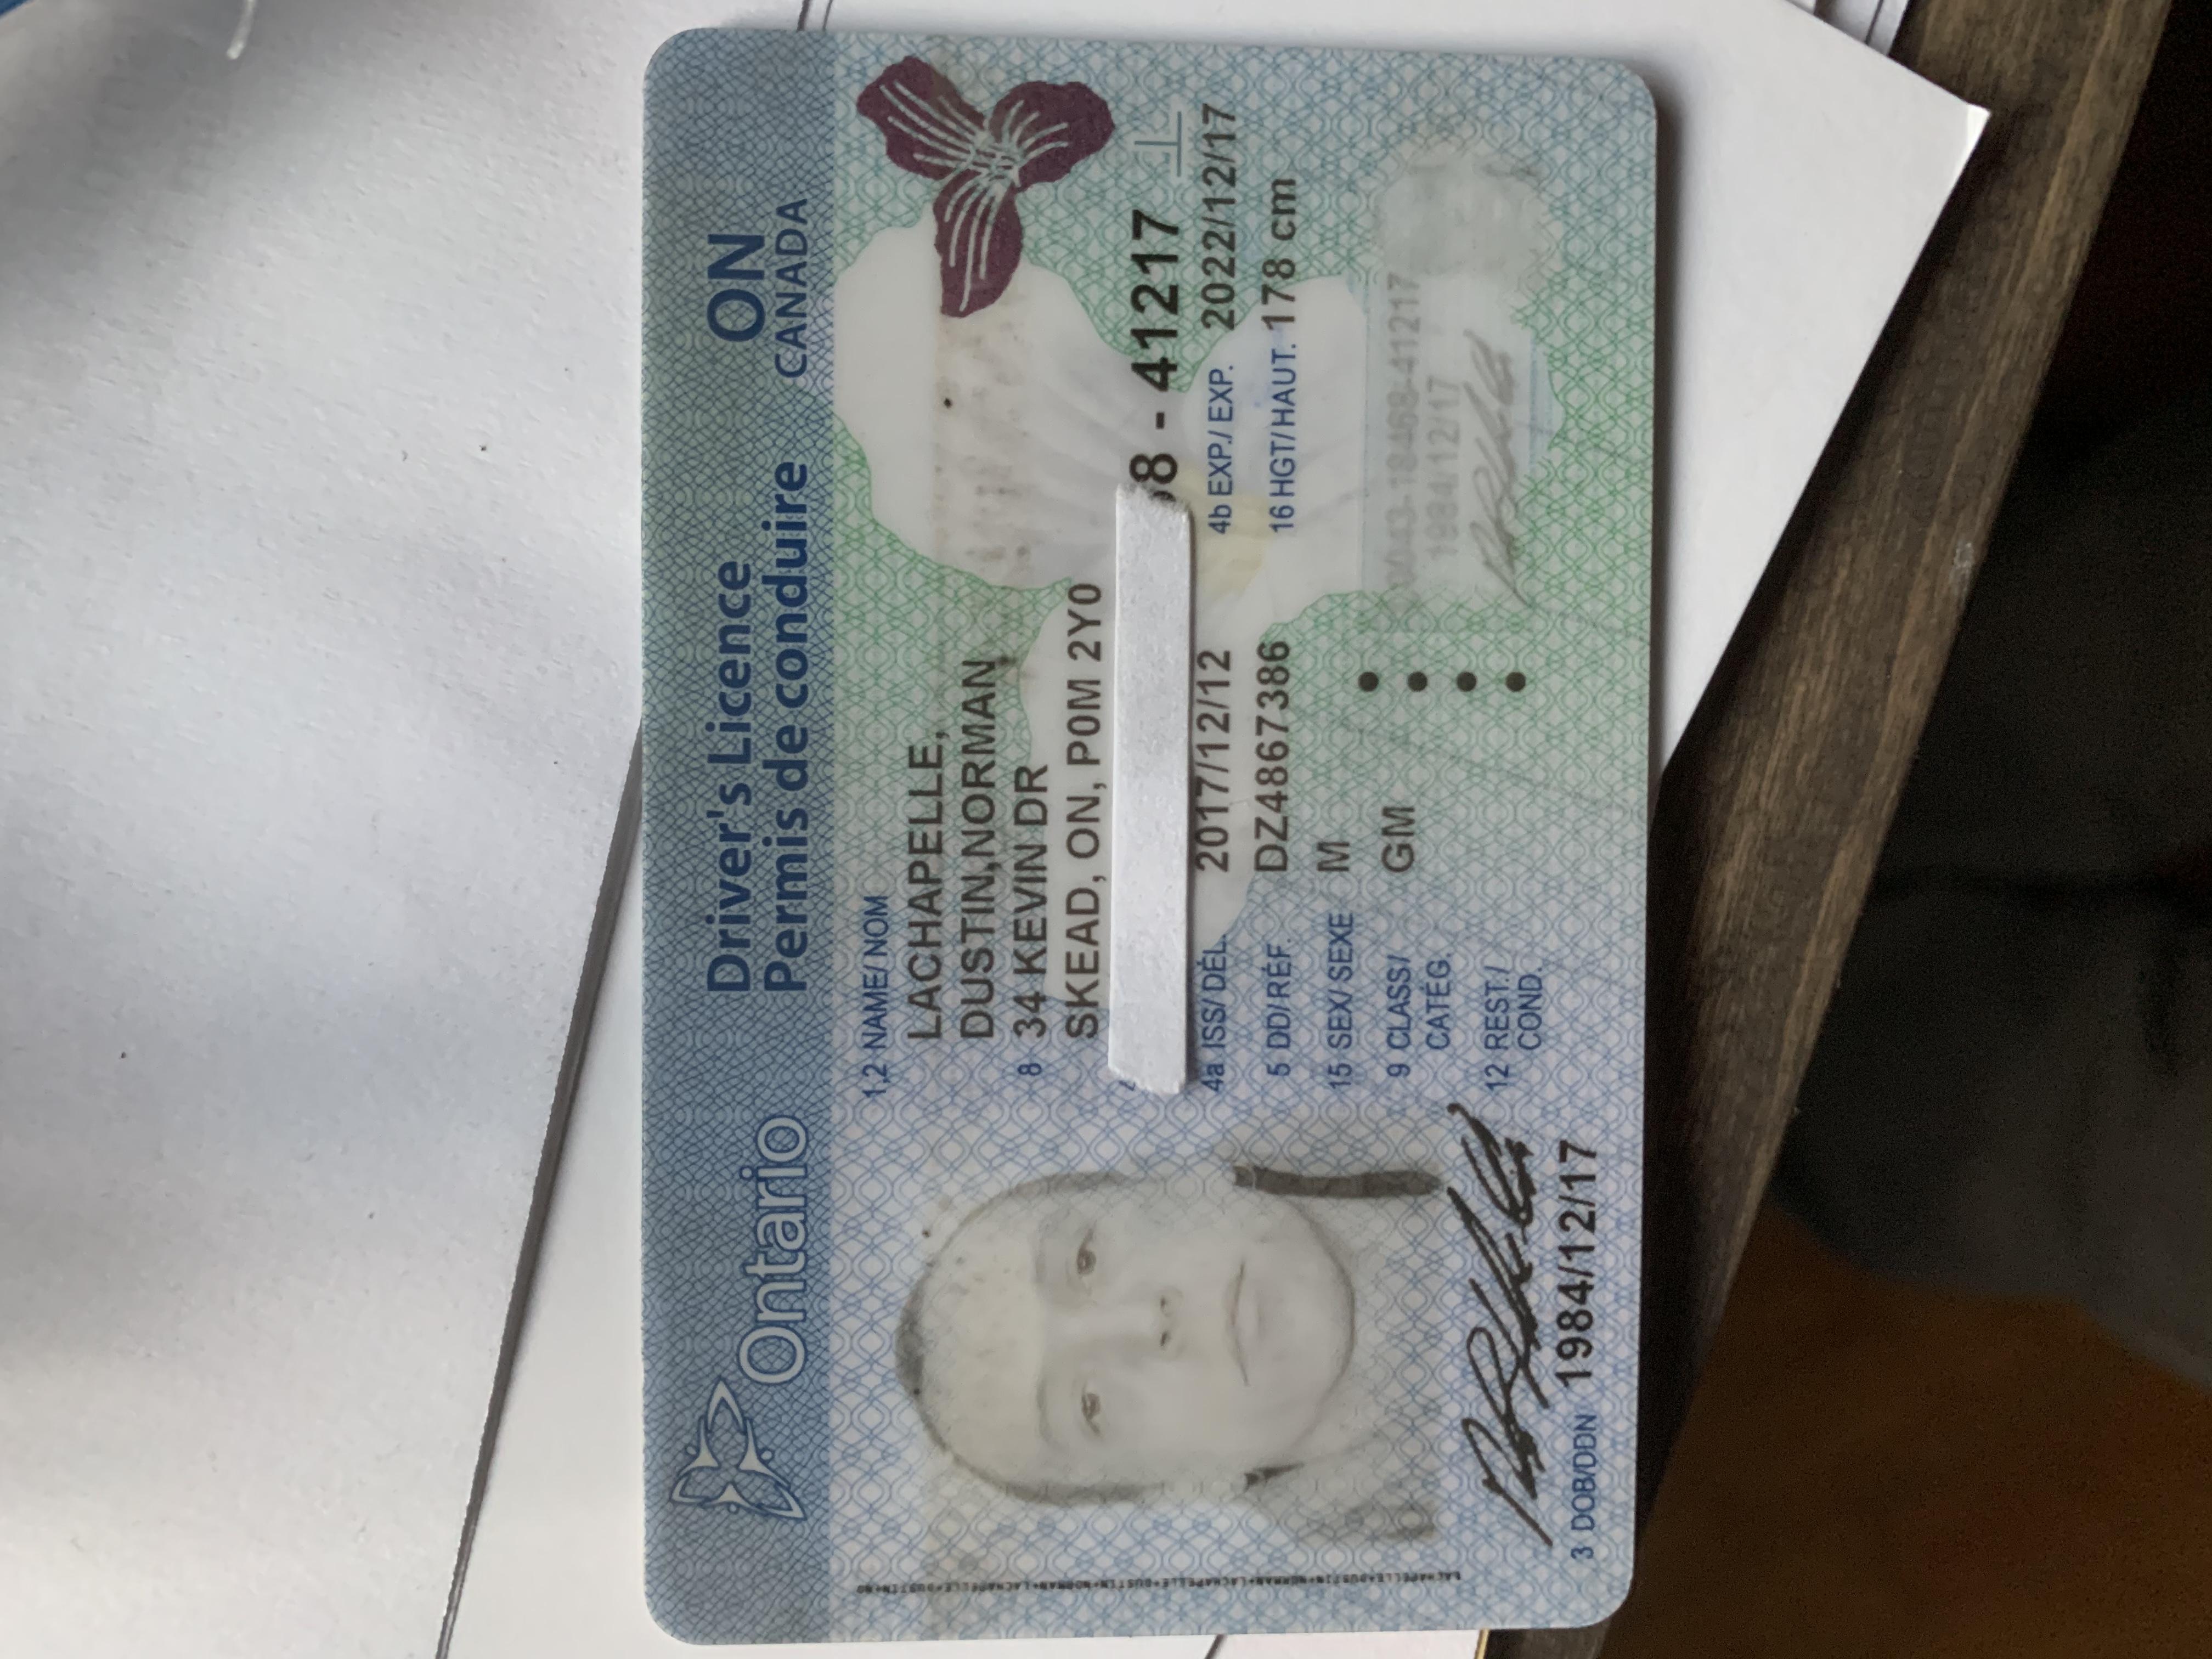 Ontario
Driver's Licence
Permis de conduire
ON
CANADA
1,2 NAME/ NOM
LACHAPELLE,
DUSTIN,NORMAN
8 34 KEVIN DR
SKEAD, ON, P0M 2Y0
8 - 41217
4a ISS/ DÉL. 2017/12/12
4b EXP./ EXP. 2022/12/17
5 DD/ RÉF. DZ4867386
16 HGT/ HAUT. 178 cm
15 SEX/ SEXE M
9 CLASS/ GM
CATÉG.
12 REST./
COND.
1984/12/17
3 DOB/DDN 1984/12/17